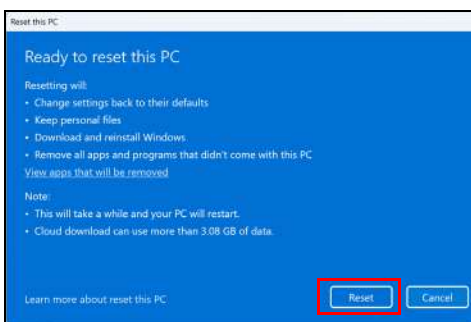 Reset this PC
Ready to reset this PC
Resetting will:
• Change settings back to their defaults
• Keep personal files
• Download and reinstall Windows
• Remove all apps and programs that didn't come with this PC
View apps that will be removed
Note:
• This will take a while and your PC will restart.
• Cloud download can use more than 3.08 GB of data.
Learn more about reset this PC
Reset
Cancel